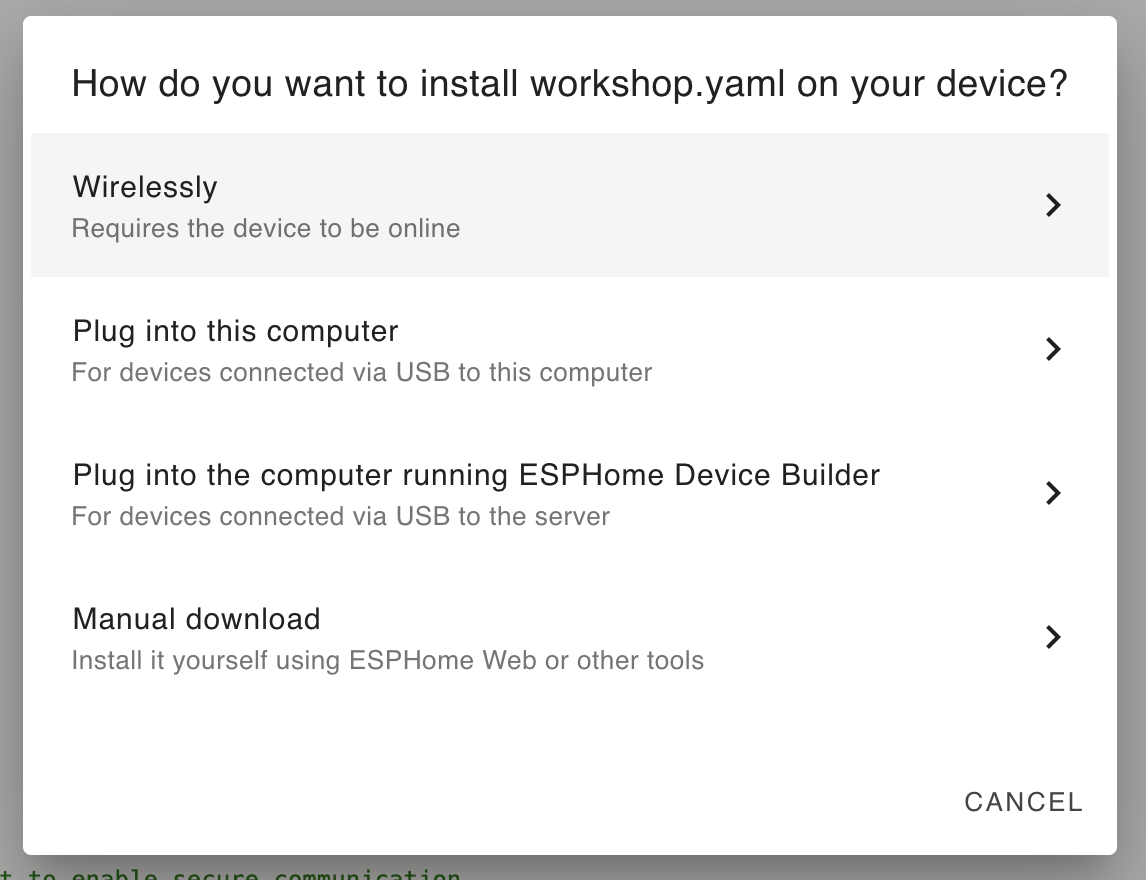 How do you want to install workshop.yaml on your device?
Wirelessly
Requires the device to be online
Plug into this computer
For devices connected via USB to this computer
Plug into the computer running ESPHome Device Builder
For devices connected via USB to the server
Manual download
Install it yourself using ESPHome Web or other tools
CANCEL
t to enable secure communication